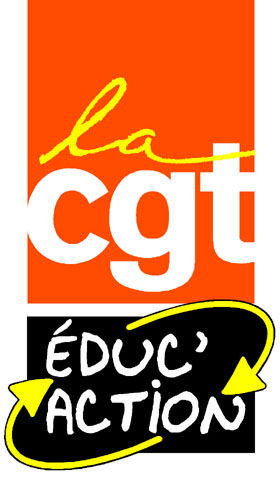 la
cgt
ÉDUC'
ACTiON